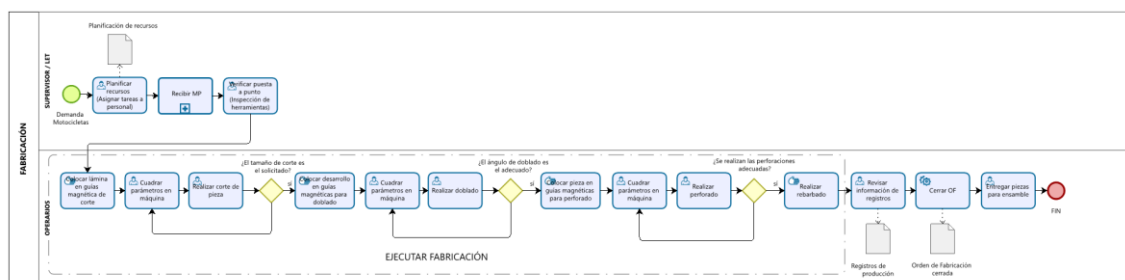 FABRICACIÓN
SUPERVISOR / LET
Planificación de recursos
Demanda
Motocicletas
Planificar
recursos
(Asignar tareas a
personal)
Recibir MP
Verificar puesta
a punto
(Inspección de
herramientas)
OPERARIOS
Colocar lámina
en guías
magnética de
corte
Cuadrar
parámetros en
máquina
Realizar corte de
pieza
¿El tamaño de corte es
el solicitado?
sí
Colocar desarrollo
en guías
magnéticas para
doblado
Cuadrar
parámetros en
máquina
Realizar doblado
¿El ángulo de doblado es el
adecuado?
sí
Colocar pieza en
guías magnéticas
para perforado
Cuadrar
parámetros en
máquina
Realizar
perforado
¿Se realizan las perforaciones
adecuadas?
sí
Realizar
rebarbado
EJECUTAR FABRICACIÓN
Revisar
información de
registros
Registros de
producción
Cerrar OF
Orden de Fabricación
cerrada
Entregar piezas
para ensamble
FIN